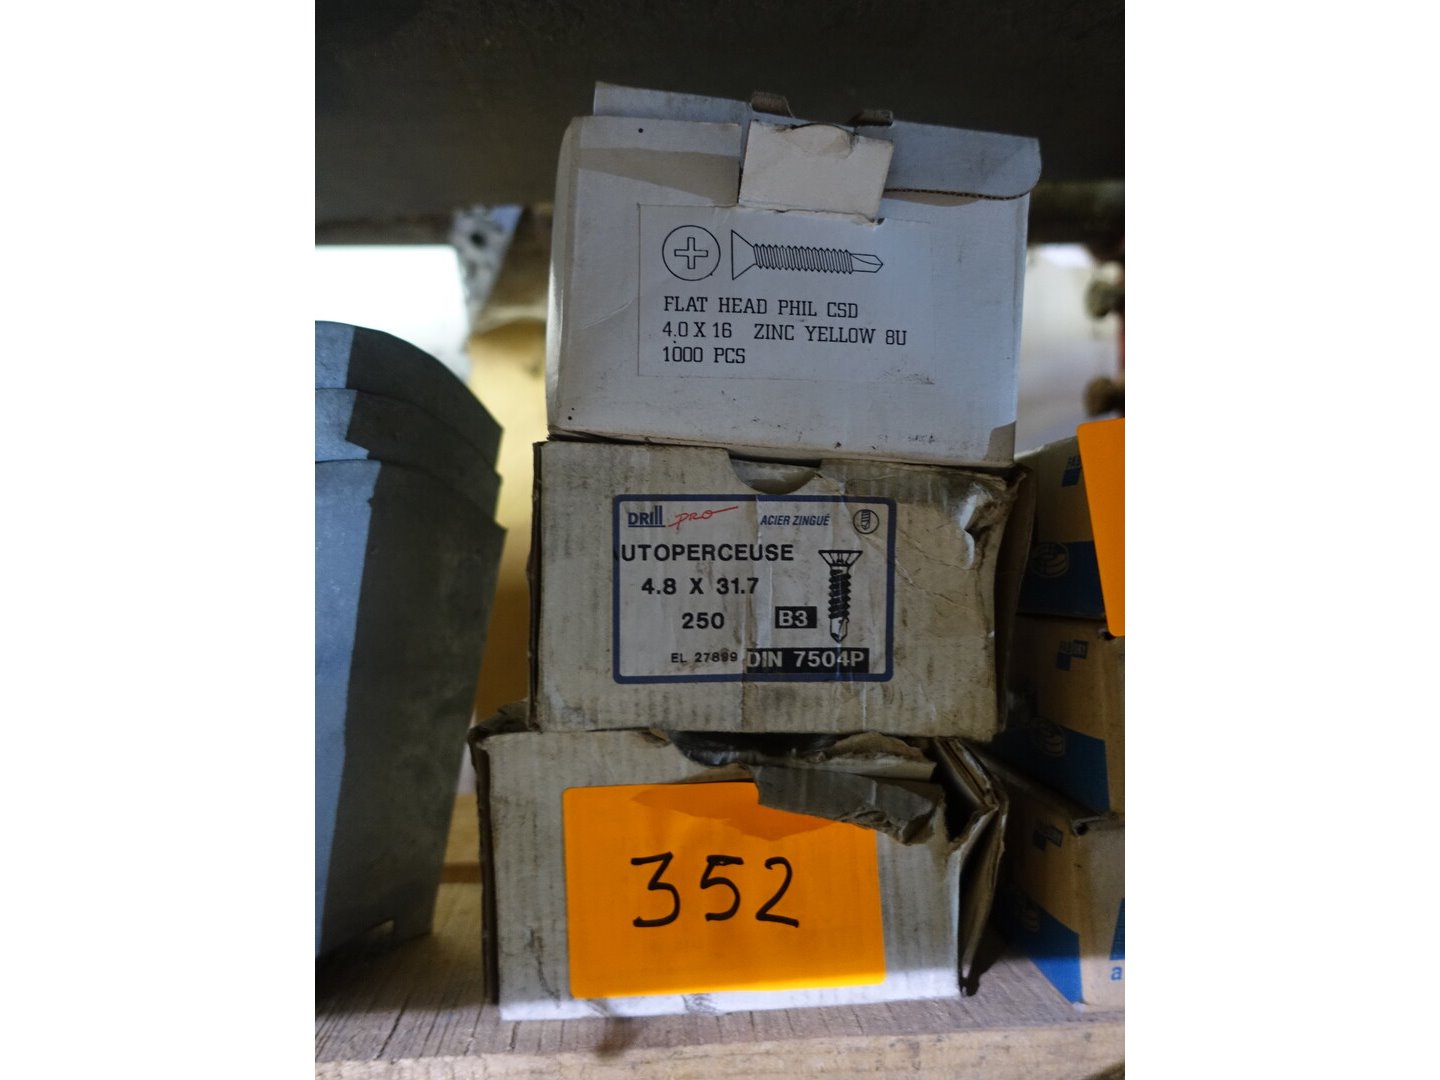 FLAT HEAD PHIL CSD
4.0 X 16 ZINC YELLOW 8U
1000 PCS
DRIll PRO ACIER ZINGUÉ
UTOPERCEUSE
4.8 X 31.7
250 B3
EL 27889 DIN 7504P
352
a